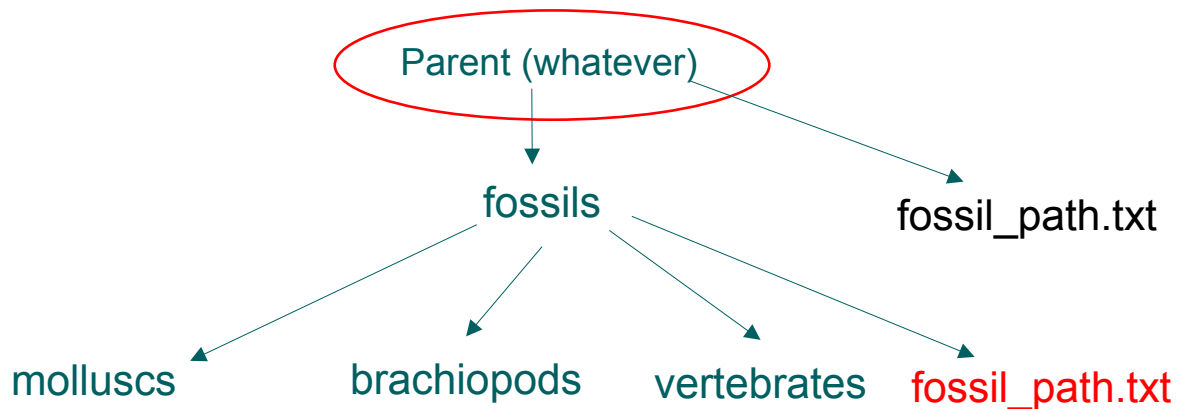 Parent (whatever)
fossils
fossil_path.txt
molluscs
brachiopods
vertebrates
fossil_path.txt